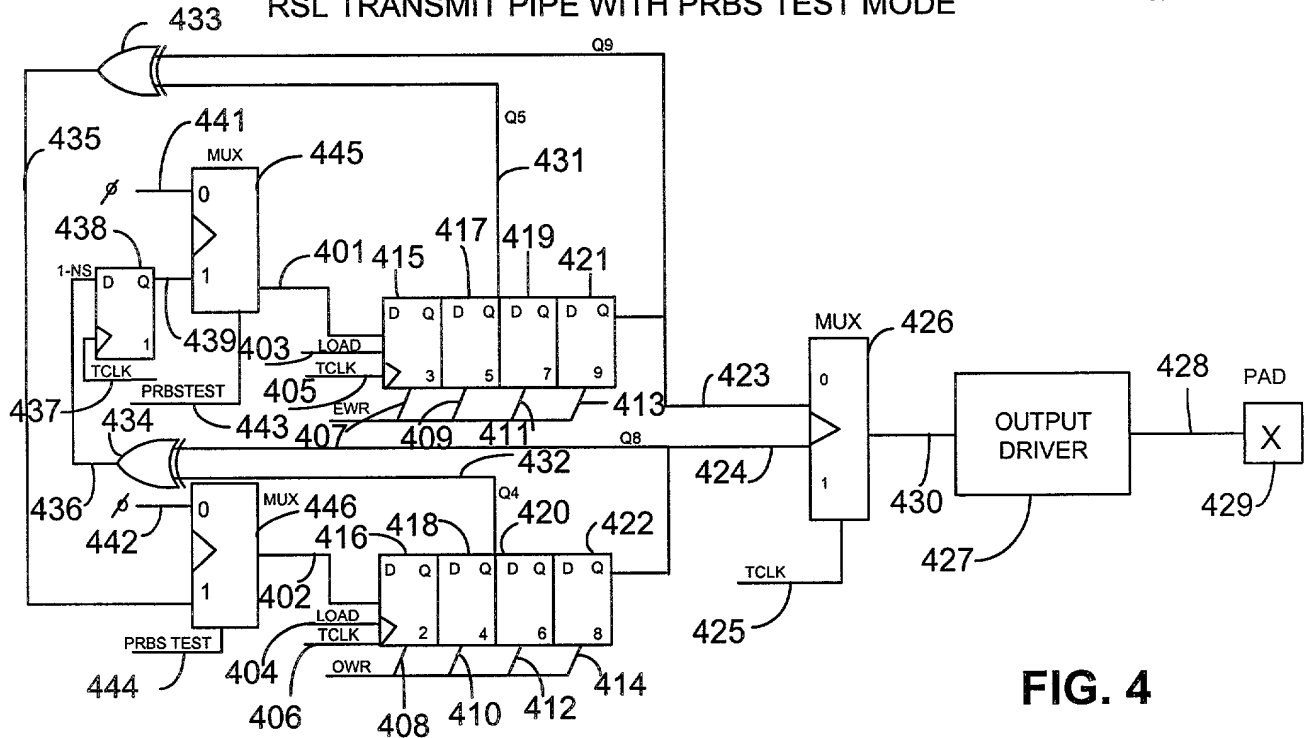 RSL TRANSMIT PIPE WITH PRBS TEST MODE
433
Q9
435
441
MUX
445
Q5
431
0
438
1-NS
D Q
1
1
439
TCLK
437
PRBSTEST
443
401
415
417
419
421
D Q D Q D Q D Q
3 5 7 9
403
LOAD
TCLK
405
EWR
407
409
411
413
423
MUX
426
0
1
424
430
OUTPUT
DRIVER
427
428
PAD
X
429
TCLK
425
434
436
Q8
432
442
0
MUX
446
1
402
PRBS TEST
444
Q4
416
418
420
422
D Q D Q D Q D Q
2 4 6 8
LOAD
404
TCLK
406
OWR
408
410
412
414
FIG. 4